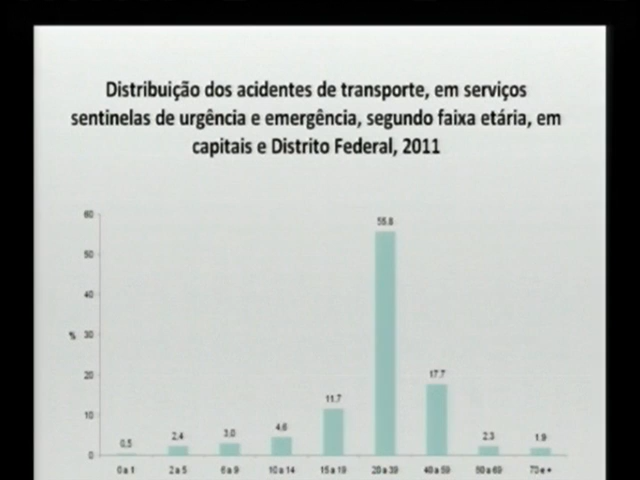 Distribuição dos acidentes de transporte, em serviços
sentinelas de urgência e emergência, segundo faixa etária, em
capitais e Distrito Federal, 2011
60
50
40
30
20
10
0
%
0.5
2.4
3.0
4.6
11.7
55.8
17.7
2.3
1.9
0 a 1
2 a 5
6 a 9
10 a 14
15 a 19
20 a 39
40 a 59
60 a 69
70 e +